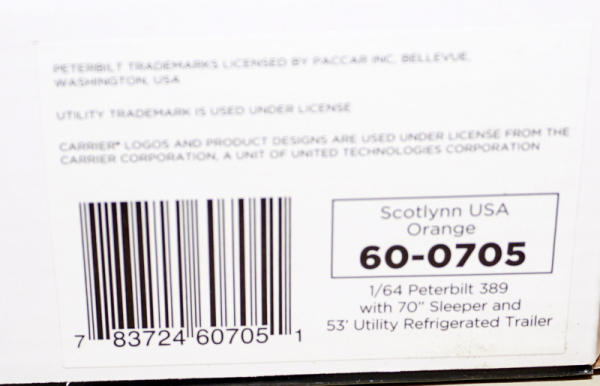 PETERBILT TRADEMARKS LICENSED BY PACCAR INC, BELLEVUE,
WASHINGTON, USA
UTILITY TRADEMARK IS USED UNDER LICENSE
CARRIER® LOGOS AND PRODUCT DESIGNS ARE USED UNDER LICENSE FROM THE
CARRIER CORPORATION, A UNIT OF UNITED TECHNOLOGIES CORPORATION
Scotlynn USA
Orange
60-0705
1/64 Peterbilt 389
with 70" Sleeper and
53' Utility Refrigerated Trailer
7 83724 60705 1